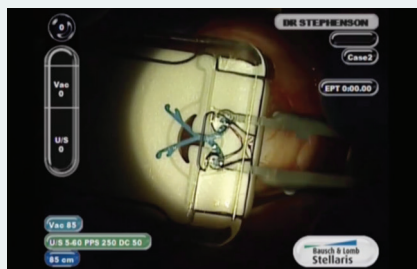 0
DR STEPHENSON
Case2
Vac
0
EPT 0:00.00
U/S
0
Vac 85
U/S 5-60 PPS 250 DC 50
85 cm
Bausch & Lomb
Stellaris